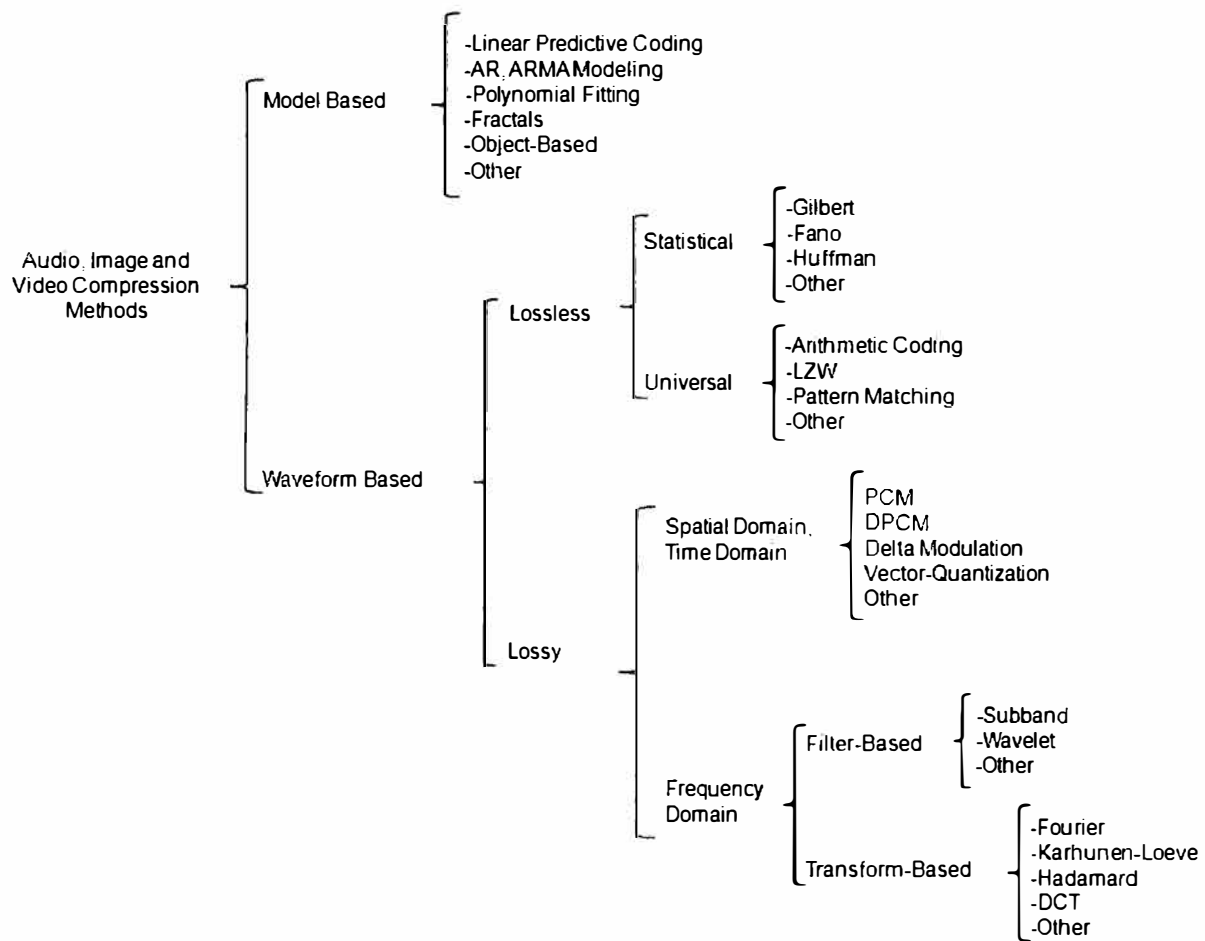 -Linear Predictive Coding
-AR, ARMA Modeling
Model Based
-Polynomial Fitting
-Fractals
-Object-Based
-Other
Audio, Image and
Video Compression
Methods
Statistical
-Gilbert
-Fano
-Huffman
-Other
Lossless
Universal
-Arithmetic Coding
-LZW
-Pattern Matching
-Other
Waveform Based
Spatial Domain,
Time Domain
PCM
DPCM
Delta Modulation
Vector-Quantization
Other
Lossy
Frequency
Domain
Filter-Based
-Subband
-Wavelet
-Other
Transform-Based
-Fourier
-Karhunen-Loeve
-Hadamard
-DCT
-Other